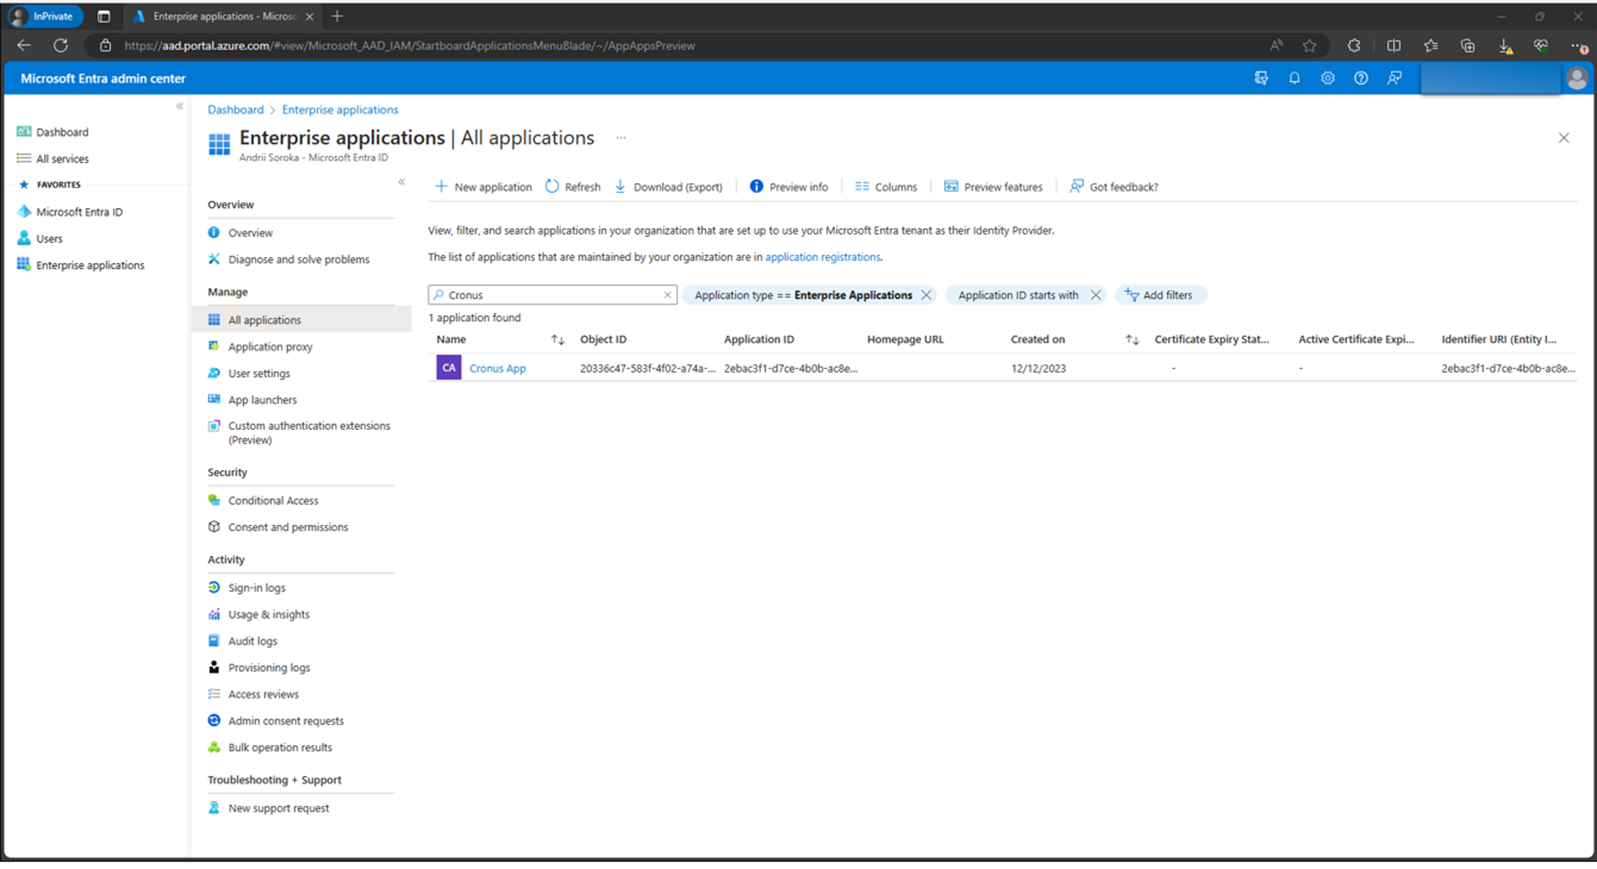 InPrivate
Enterprise applications - Microso
https://aad.portal.azure.com/#view/Microsoft_AAD_IAM/StartboardApplicationsMenuBlade/~/AppAppsPreview
Microsoft Entra admin center
Dashboard
All services
FAVORITES
Microsoft Entra ID
Users
Enterprise applications
Dashboard > Enterprise applications
Enterprise applications | All applications ...
Andrii Soroka - Microsoft Entra ID
Overview
Overview
Diagnose and solve problems
Manage
All applications
Application proxy
User settings
App launchers
Custom authentication extensions
(Preview)
Security
Conditional Access
Consent and permissions
Activity
Sign-in logs
Usage & insights
Audit logs
Provisioning logs
Access reviews
Admin consent requests
Bulk operation results
Troubleshooting + Support
New support request
New application Refresh Download (Export) Preview info Columns Preview features Got feedback?
View, filter, and search applications in your organization that are set up to use your Microsoft Entra tenant as their Identity Provider.
The list of applications that are maintained by your organization are in application registrations.
Cronus Application type == Enterprise Applications Application ID starts with Add filters
1 application found
Name Object ID Application ID Homepage URL Created on Certificate Expiry Stat... Active Certificate Expi... Identifier URI (Entity I...
CA Cronus App 20336c47-583f-4f02-a74a-... 2ebac3f1-d7ce-4b0b-ac8e... 12/12/2023 - - 2ebac3f1-d7ce-4b0b-ac8e...